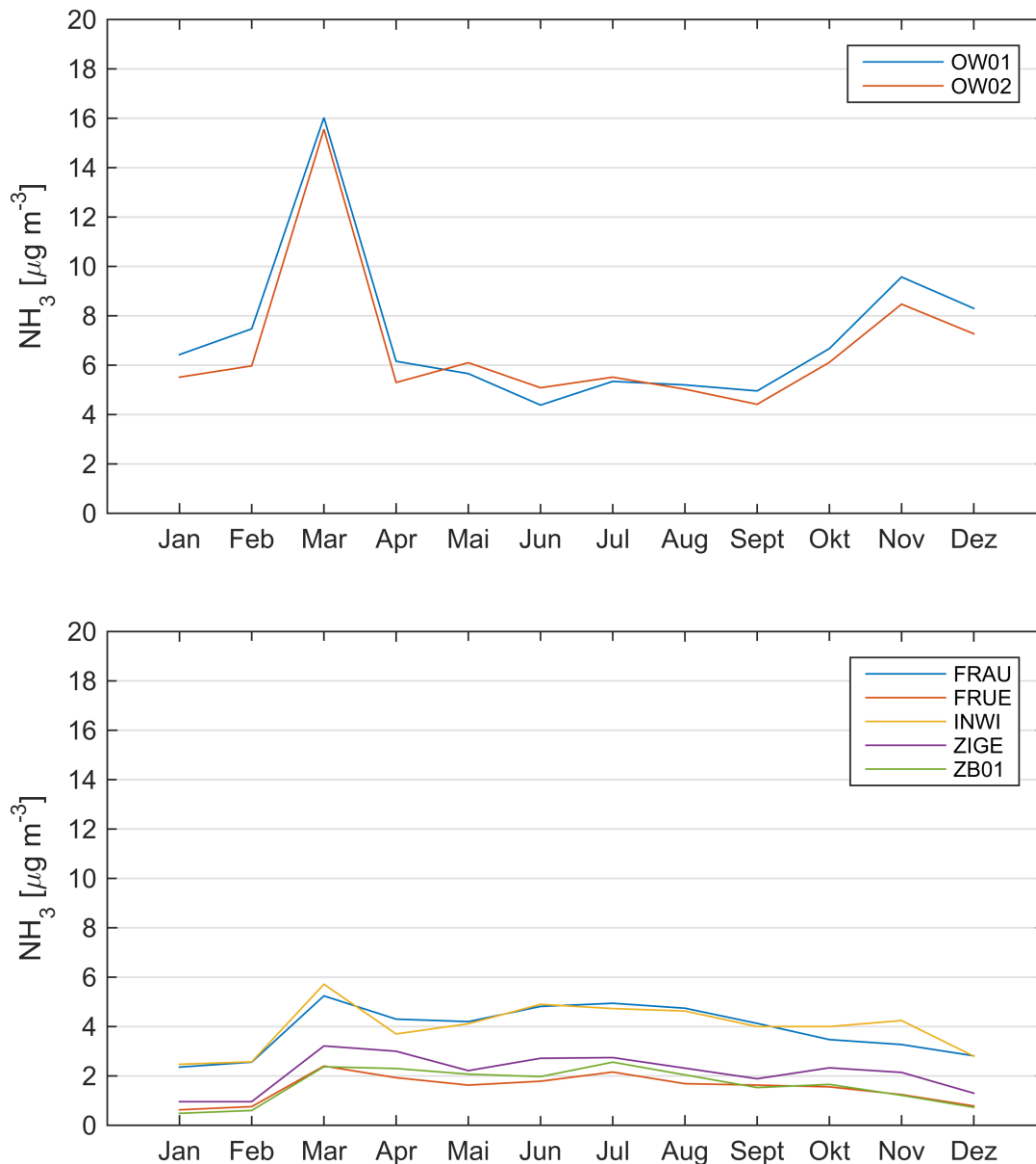 20
18
16
14
12
10
8
6
4
2
0
NH₃ [μg m⁻³]
OW01
OW02
Jan Feb Mar Apr Mai Jun Jul Aug Sept Okt Nov Dez
20
18
16
14
12
10
8
6
4
2
0
NH₃ [μg m⁻³]
FRAU
FRUE
INWI
ZIGE
ZB01
Jan Feb Mar Apr Mai Jun Jul Aug Sept Okt Nov Dez